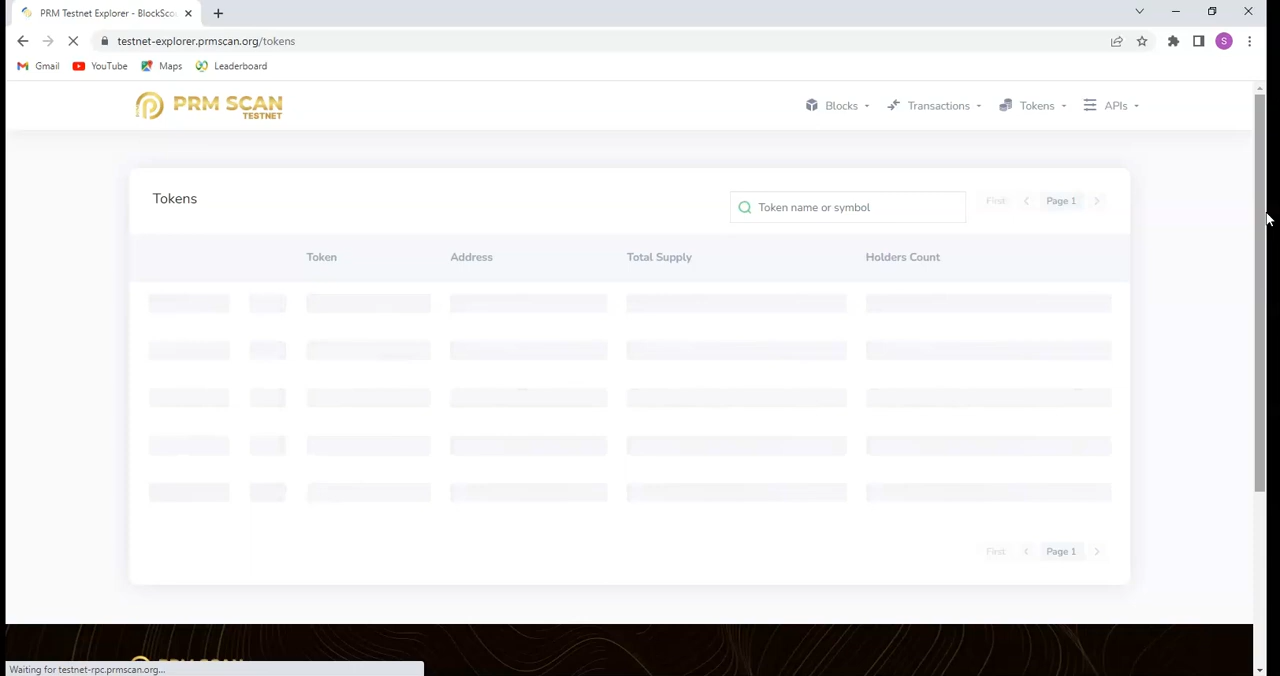 PRM Testnet Explorer - BlockSco
testnet-explorer.prmscan.org/tokens
S
Gmail YouTube Maps Leaderboard
PRM SCAN
TESTNET
Blocks Transactions Tokens APIs
Tokens
Token name or symbol
First Page 1
Token Address Total Supply Holders Count
First Page 1
PRM SCAN
Waiting for testnet-rpc.prmscan.org...